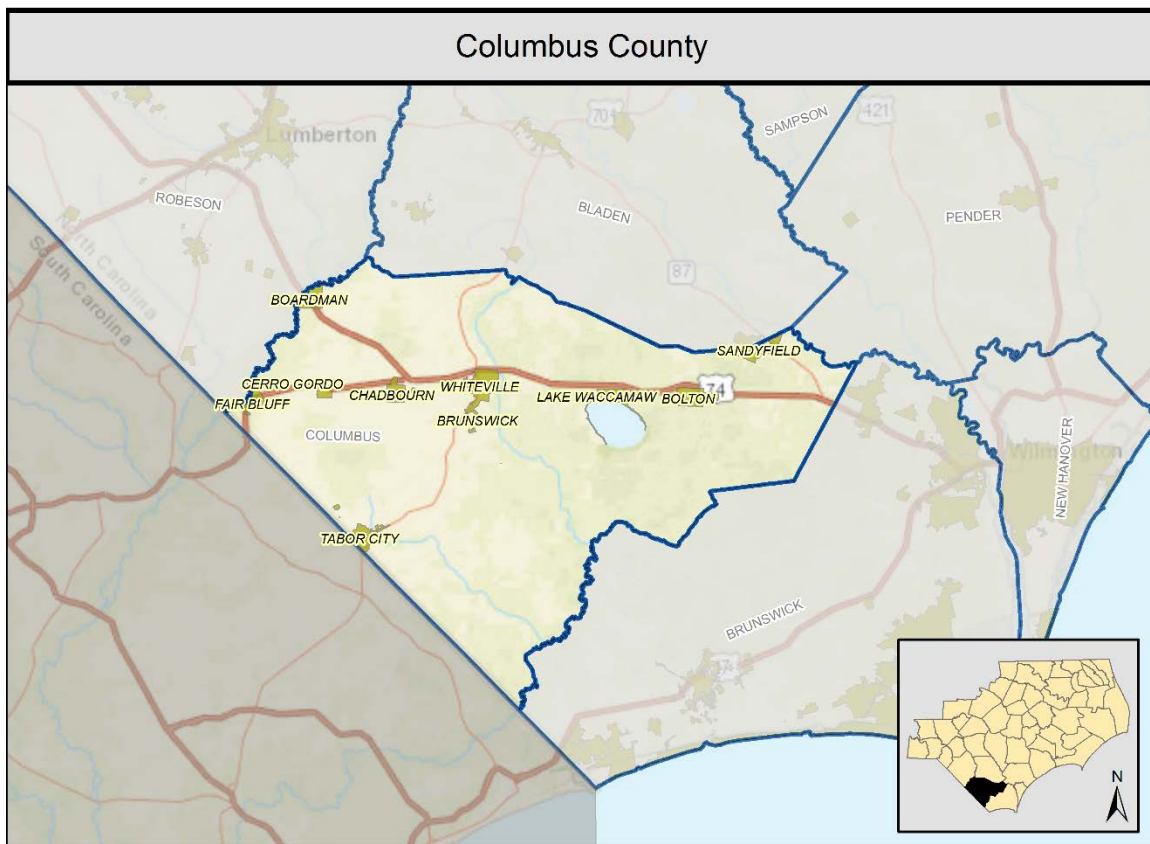 Columbus County
Lumberton
701
SAMPSON
421
ROBESON
BLADEN
PENDER
North Carolina
South Carolina
87
BOARDMAN
SANDYFIELD
CERRO GORDO
CHADBOURN
WHITEVILLE
LAKE WACCAMAW
BOLTON
74
FAIR BLUFF
BRUNSWICK
COLUMBUS
Wilmington
NEW HANOVER
TABOR CITY
BRUNSWICK
17
N